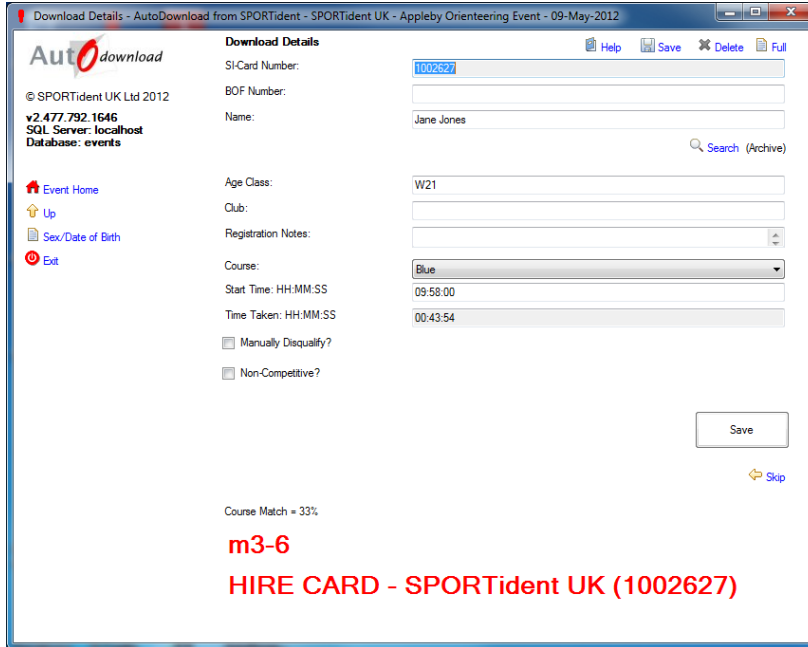 Download Details - AutoDownload from SPORTident - SPORTident UK - Appleby Orienteering Event - 09-May-2012
AutOdownload
© SPORTident UK Ltd 2012
v2.477.792.1646
SQL Server: localhost
Database: events
Event Home
Up
Sex/Date of Birth
Exit
Download Details
Help Save Delete Full
SI-Card Number: 1002627
BOF Number:
Name: Jane Jones
Search (Archive)
Age Class: W21
Club:
Registration Notes:
Course: Blue
Start Time: HH:MM:SS 09:58:00
Time Taken: HH:MM:SS 00:43:54
Manually Disqualify?
Non-Competitive?
Save
Skip
Course Match = 33%
m3-6
HIRE CARD - SPORTident UK (1002627)